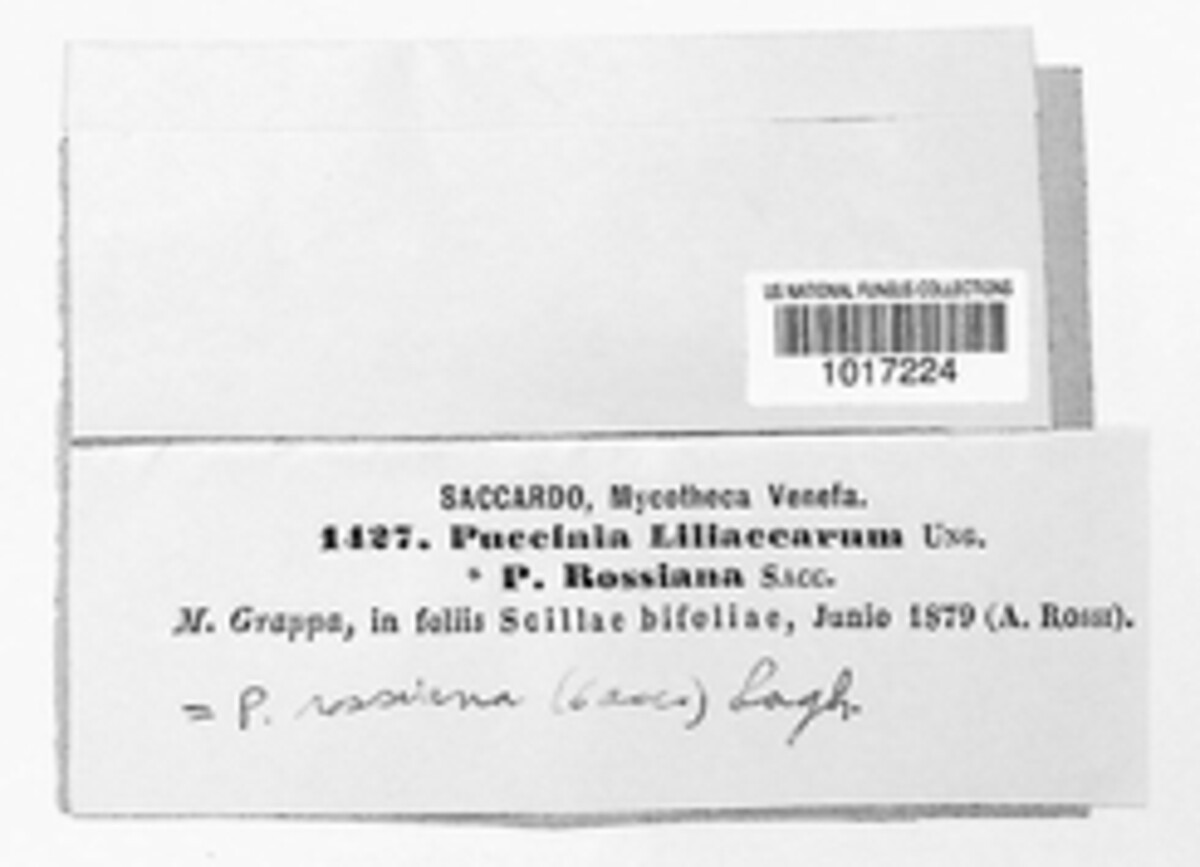 US NATIONAL FUNGUS COLLECTIONS
1017224
SACCARDO, Mycotheca Veneta.
1427. Puccinia Liliacearum UNG.
* P. Rossiana SACC.
M. Grappa, in foliis Scillae bifoliae, Junio 1879 (A. ROSSI).
= P. rossiana (Sacc) Lagh.